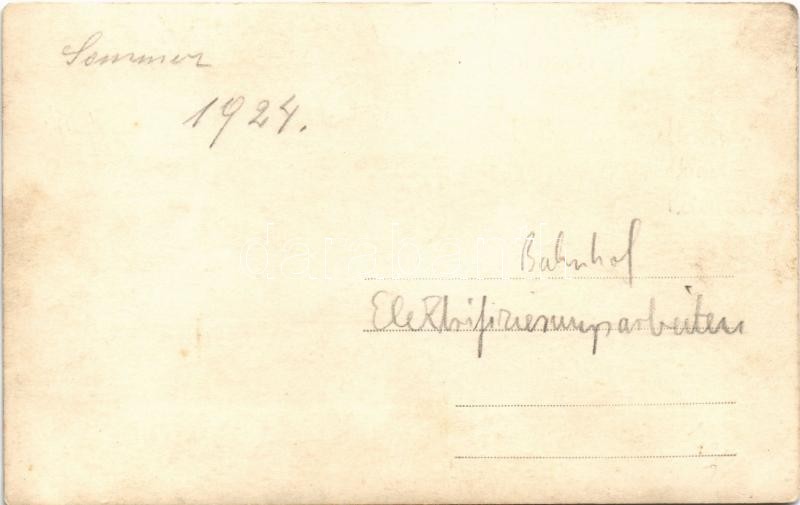 Sommer
1924.
Bahnhof
Elektrifizierungsarbeiten